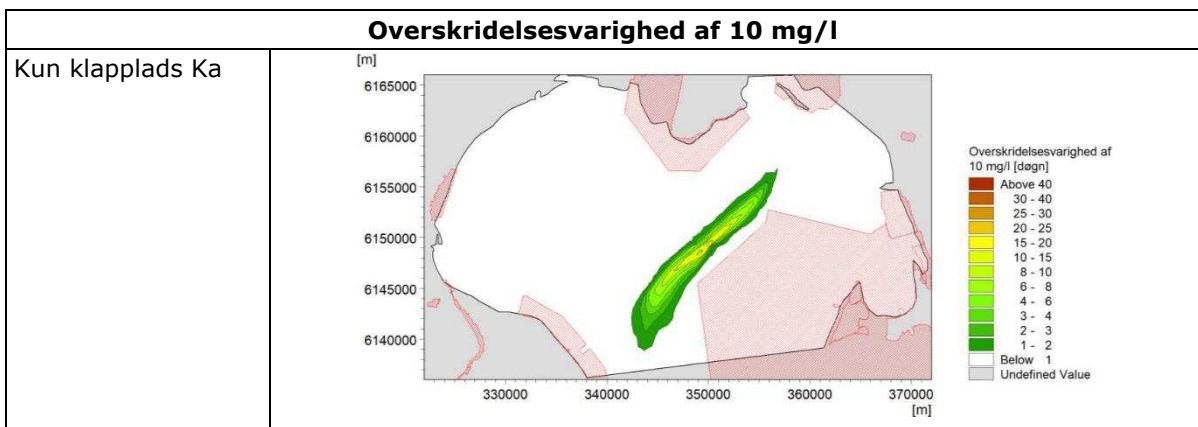 Overskridelsesvarighed af 10 mg/l
Kun klapplads Ka
[m]
6165000
6160000
6155000
6150000
6145000
6140000
330000 340000 350000 360000 370000
[m]
Overskridelsesvarighed af
10 mg/l [døgn]
Above 40
30 - 40
25 - 30
20 - 25
15 - 20
10 - 15
8 - 10
6 - 8
4 - 6
3 - 4
2 - 3
1 - 2
Below 1
Undefined Value